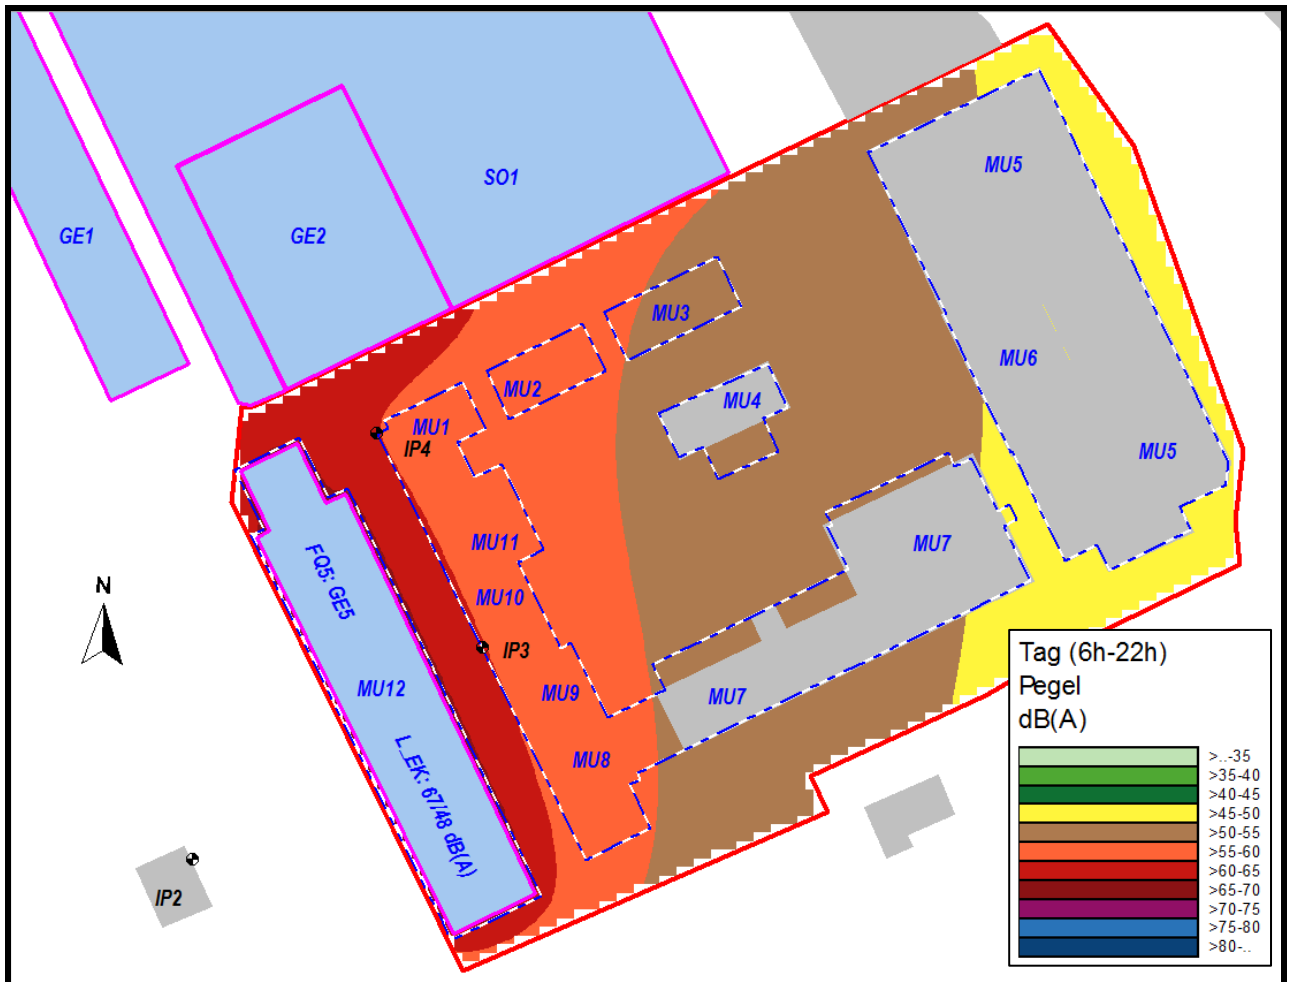 SO1
MU5
GE1
GE2
MU3
MU6
MU2
MU4
MU1
IP4
MU5
MU11
MU7
FQ5: GE5
N
MU10
IP3
MU12
MU9
MU7
MU8
L_EK: 67/48 dB(A)
IP2
Tag (6h-22h)
Pegel
dB(A)
>..-35
>35-40
>40-45
>45-50
>50-55
>55-60
>60-65
>65-70
>70-75
>75-80
>80-..